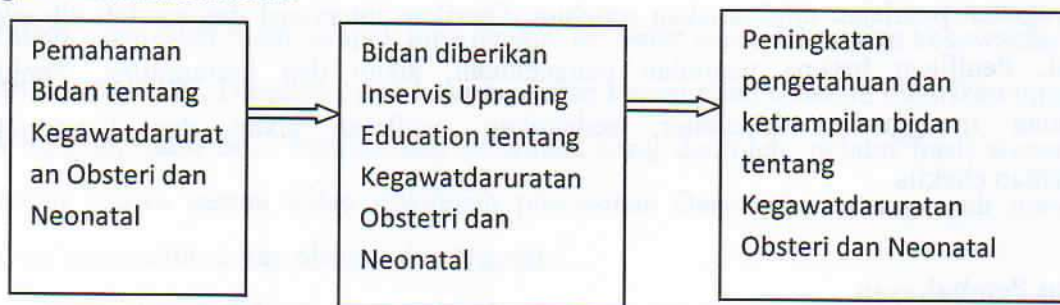 Pemahaman
Bidan tentang
Kegawatdarurat
an Obsteri dan
Neonatal
Bidan diberikan
Inservis Uprading
Education tentang
Kegawatdaruratan
Obstetri dan
Neonatal
Peningkatan
pengetahuan dan
ketrampilan bidan
tentang
Kegawatdaruratan
Obsteri dan Neonatal